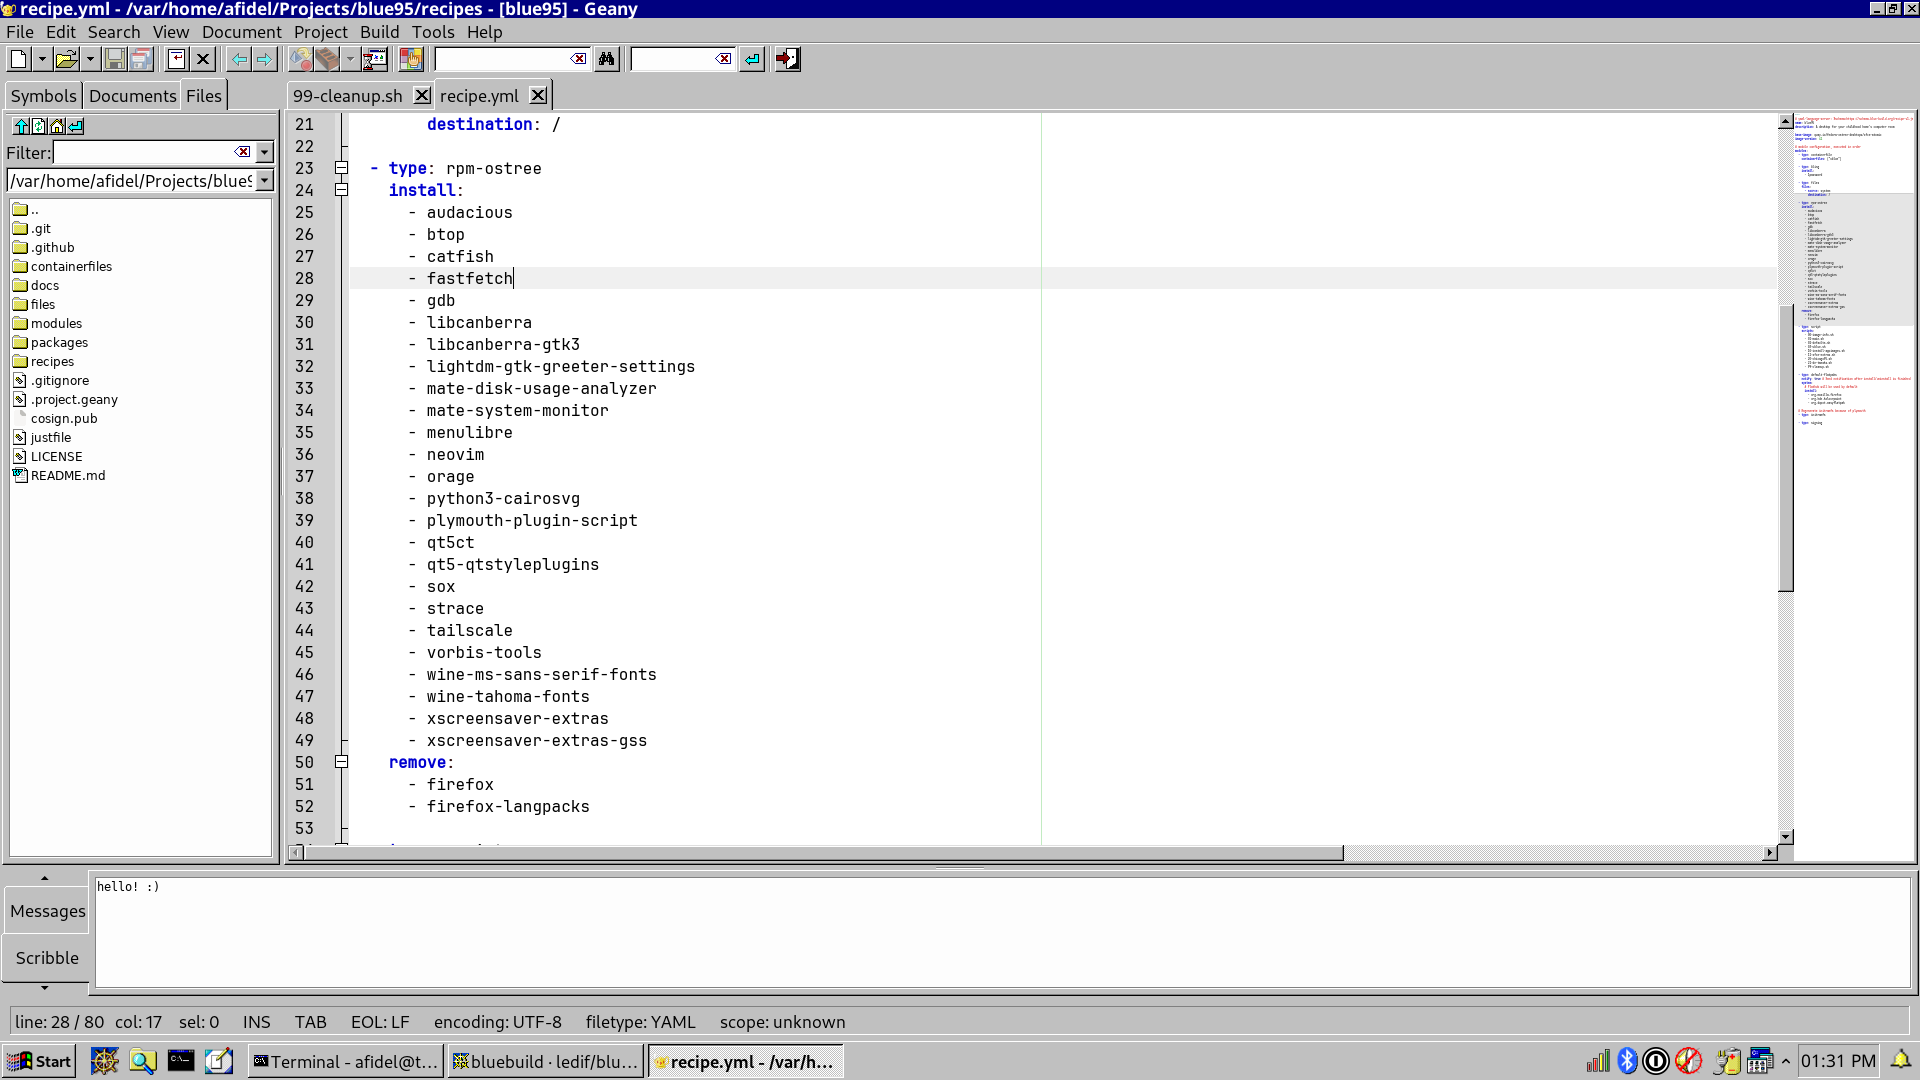 recipe.yml - /var/home/afidel/Projects/blue95/recipes - [blue95] - Geany
File Edit Search View Document Project Build Tools Help
Symbols Documents Files
99-cleanup.sh recipe.yml
Filter:
/var/home/afidel/Projects/blue9
..
.git
.github
containerfiles
docs
files
modules
packages
recipes
.gitignore
.project.geany
cosign.pub
justfile
LICENSE
README.md
21 destination: /
22
23 - type: rpm-ostree
24 install:
25 - audacious
26 - btop
27 - catfish
28 - fastfetch
29 - gdb
30 - libcanberra
31 - libcanberra-gtk3
32 - lightdm-gtk-greeter-settings
33 - mate-disk-usage-analyzer
34 - mate-system-monitor
35 - menulibre
36 - neovim
37 - orage
38 - python3-cairosvg
39 - plymouth-plugin-script
40 - qt5ct
41 - qt5-qtstyleplugins
42 - sox
43 - strace
44 - tailscale
45 - vorbis-tools
46 - wine-ms-sans-serif-fonts
47 - wine-tahoma-fonts
48 - xscreensaver-extras
49 - xscreensaver-extras-gss
50 remove:
51 - firefox
52 - firefox-langpacks
53
Messages
Scribble
hello! :)
line: 28 / 80 col: 17 sel: 0 INS TAB EOL: LF encoding: UTF-8 filetype: YAML scope: unknown
Start
Terminal - afidel@t...
bluebuild · ledif/blu...
recipe.yml - /var/h...
01:31 PM